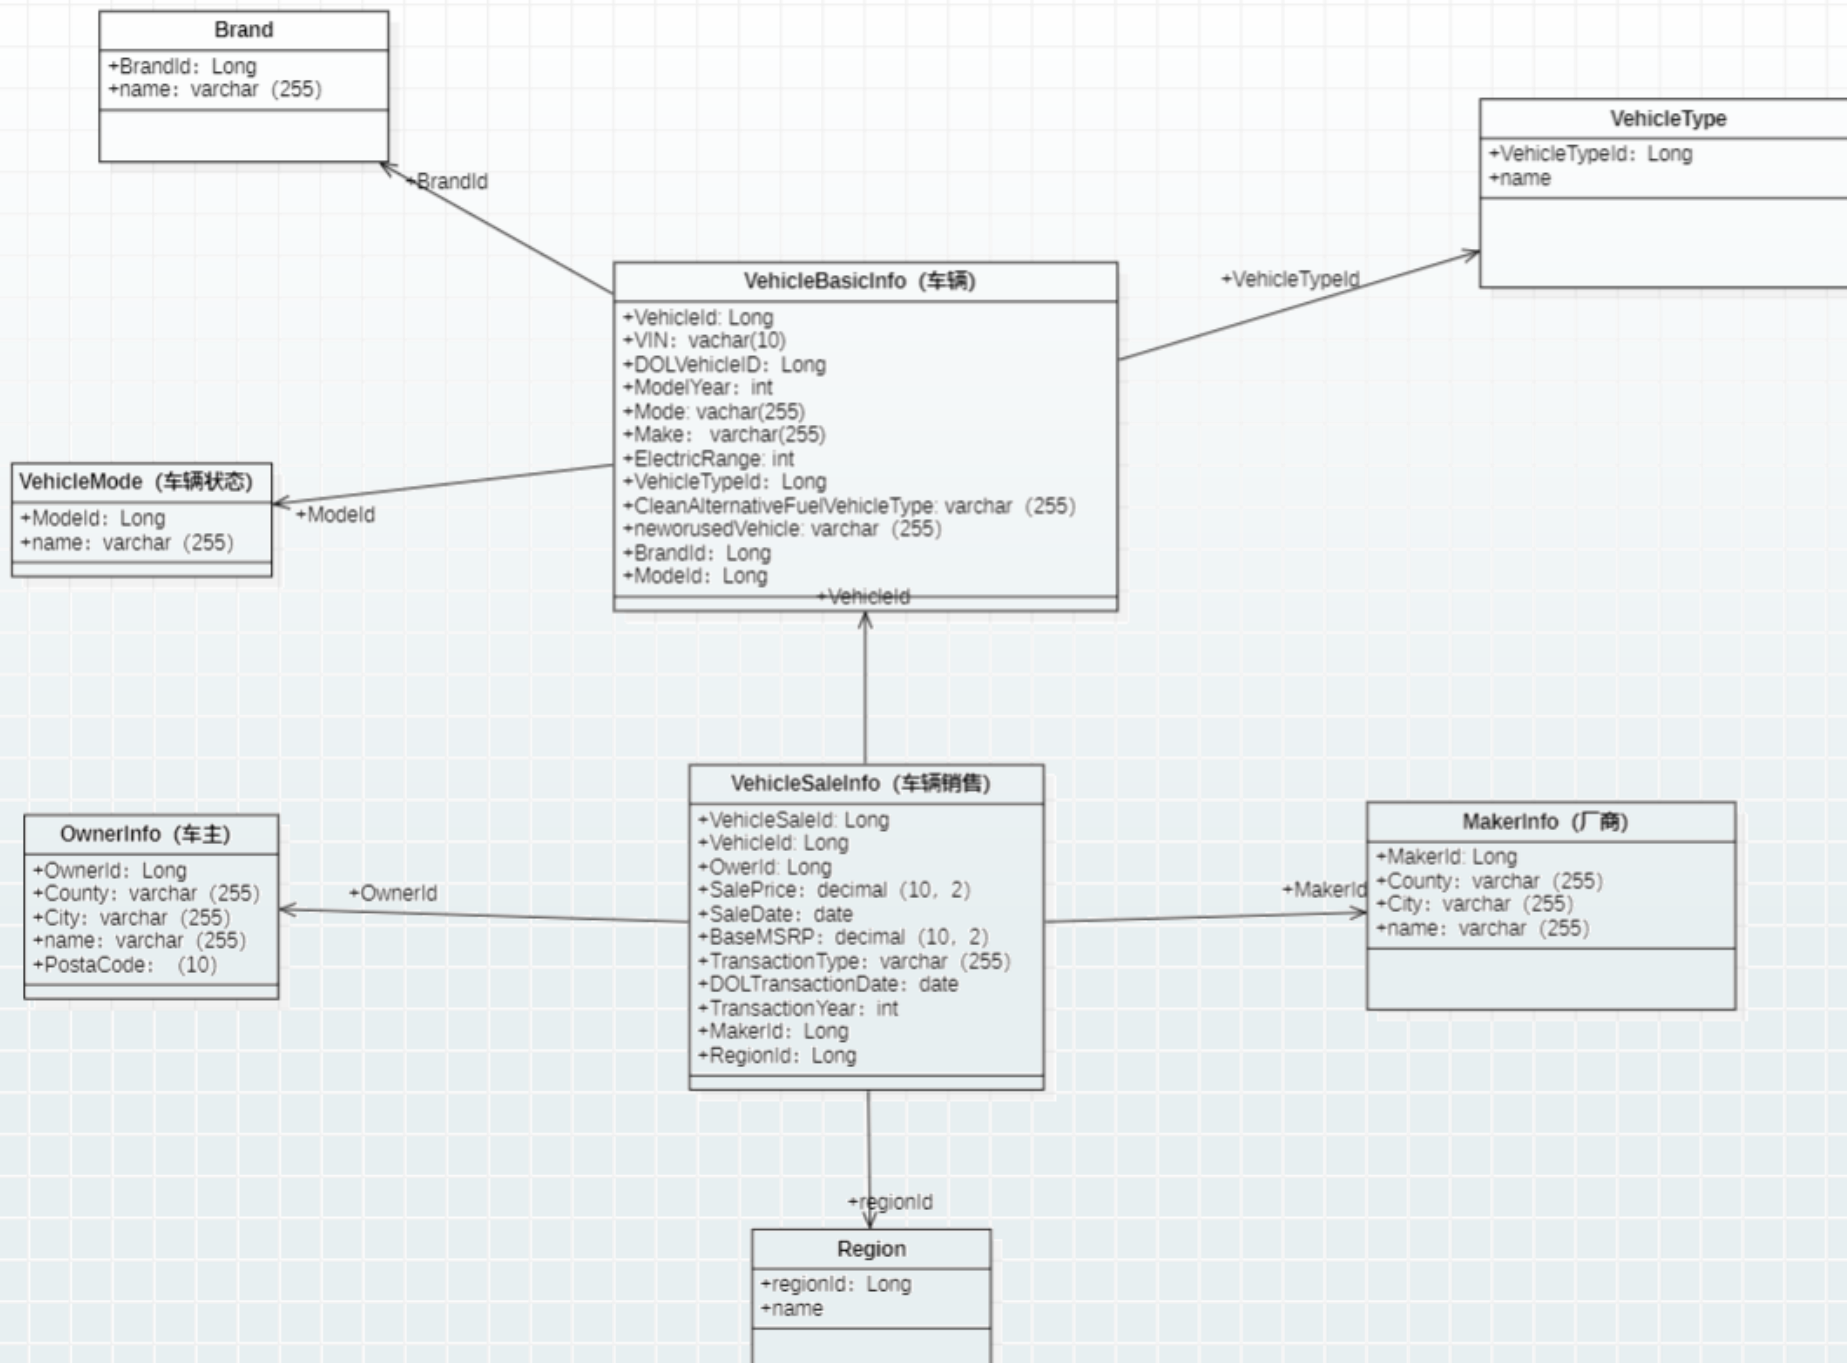 Brand
+BrandId：Long
+name：varchar（255）
+BrandId
VehicleType
+VehicleTypeId：Long
+name
+VehicleTypeId
VehicleBasicInfo（车辆）
+VehicleId: Long
+VIN：vachar(10)
+DOLVehicleID：Long
+ModelYear：int
+Mode: vachar(255)
+Make： varchar(255)
+ElectricRange: int
+VehicleTypeId：Long
+CleanAlternativeFuelVehicleType: varchar（255）
+neworusedVehicle: varchar（255）
+BrandId：Long
+ModeId：Long
+VehicleId
VehicleMode（车辆状态）
+ModeId：Long
+name：varchar（255）
+ModeId
VehicleSaleInfo（车辆销售）
+VehicleSaleId: Long
+VehicleId: Long
+OwerId: Long
+SalePrice：decimal（10，2）
+SaleDate：date
+BaseMSRP：decimal（10，2）
+TransactionType：varchar（255）
+DOLTransactionDate：date
+TransactionYear：int
+MakerId：Long
+RegionId：Long
OwnerInfo（车主）
+OwnerId：Long
+County：varchar（255）
+City：varchar（255）
+name：varchar（255）
+PostaCode：（10）
+OwnerId
MakerInfo（厂商）
+MakerId: Long
+County：varchar（255）
+City：varchar（255）
+name：varchar（255）
+MakerId
+regionId
Region
+regionId：Long
+name